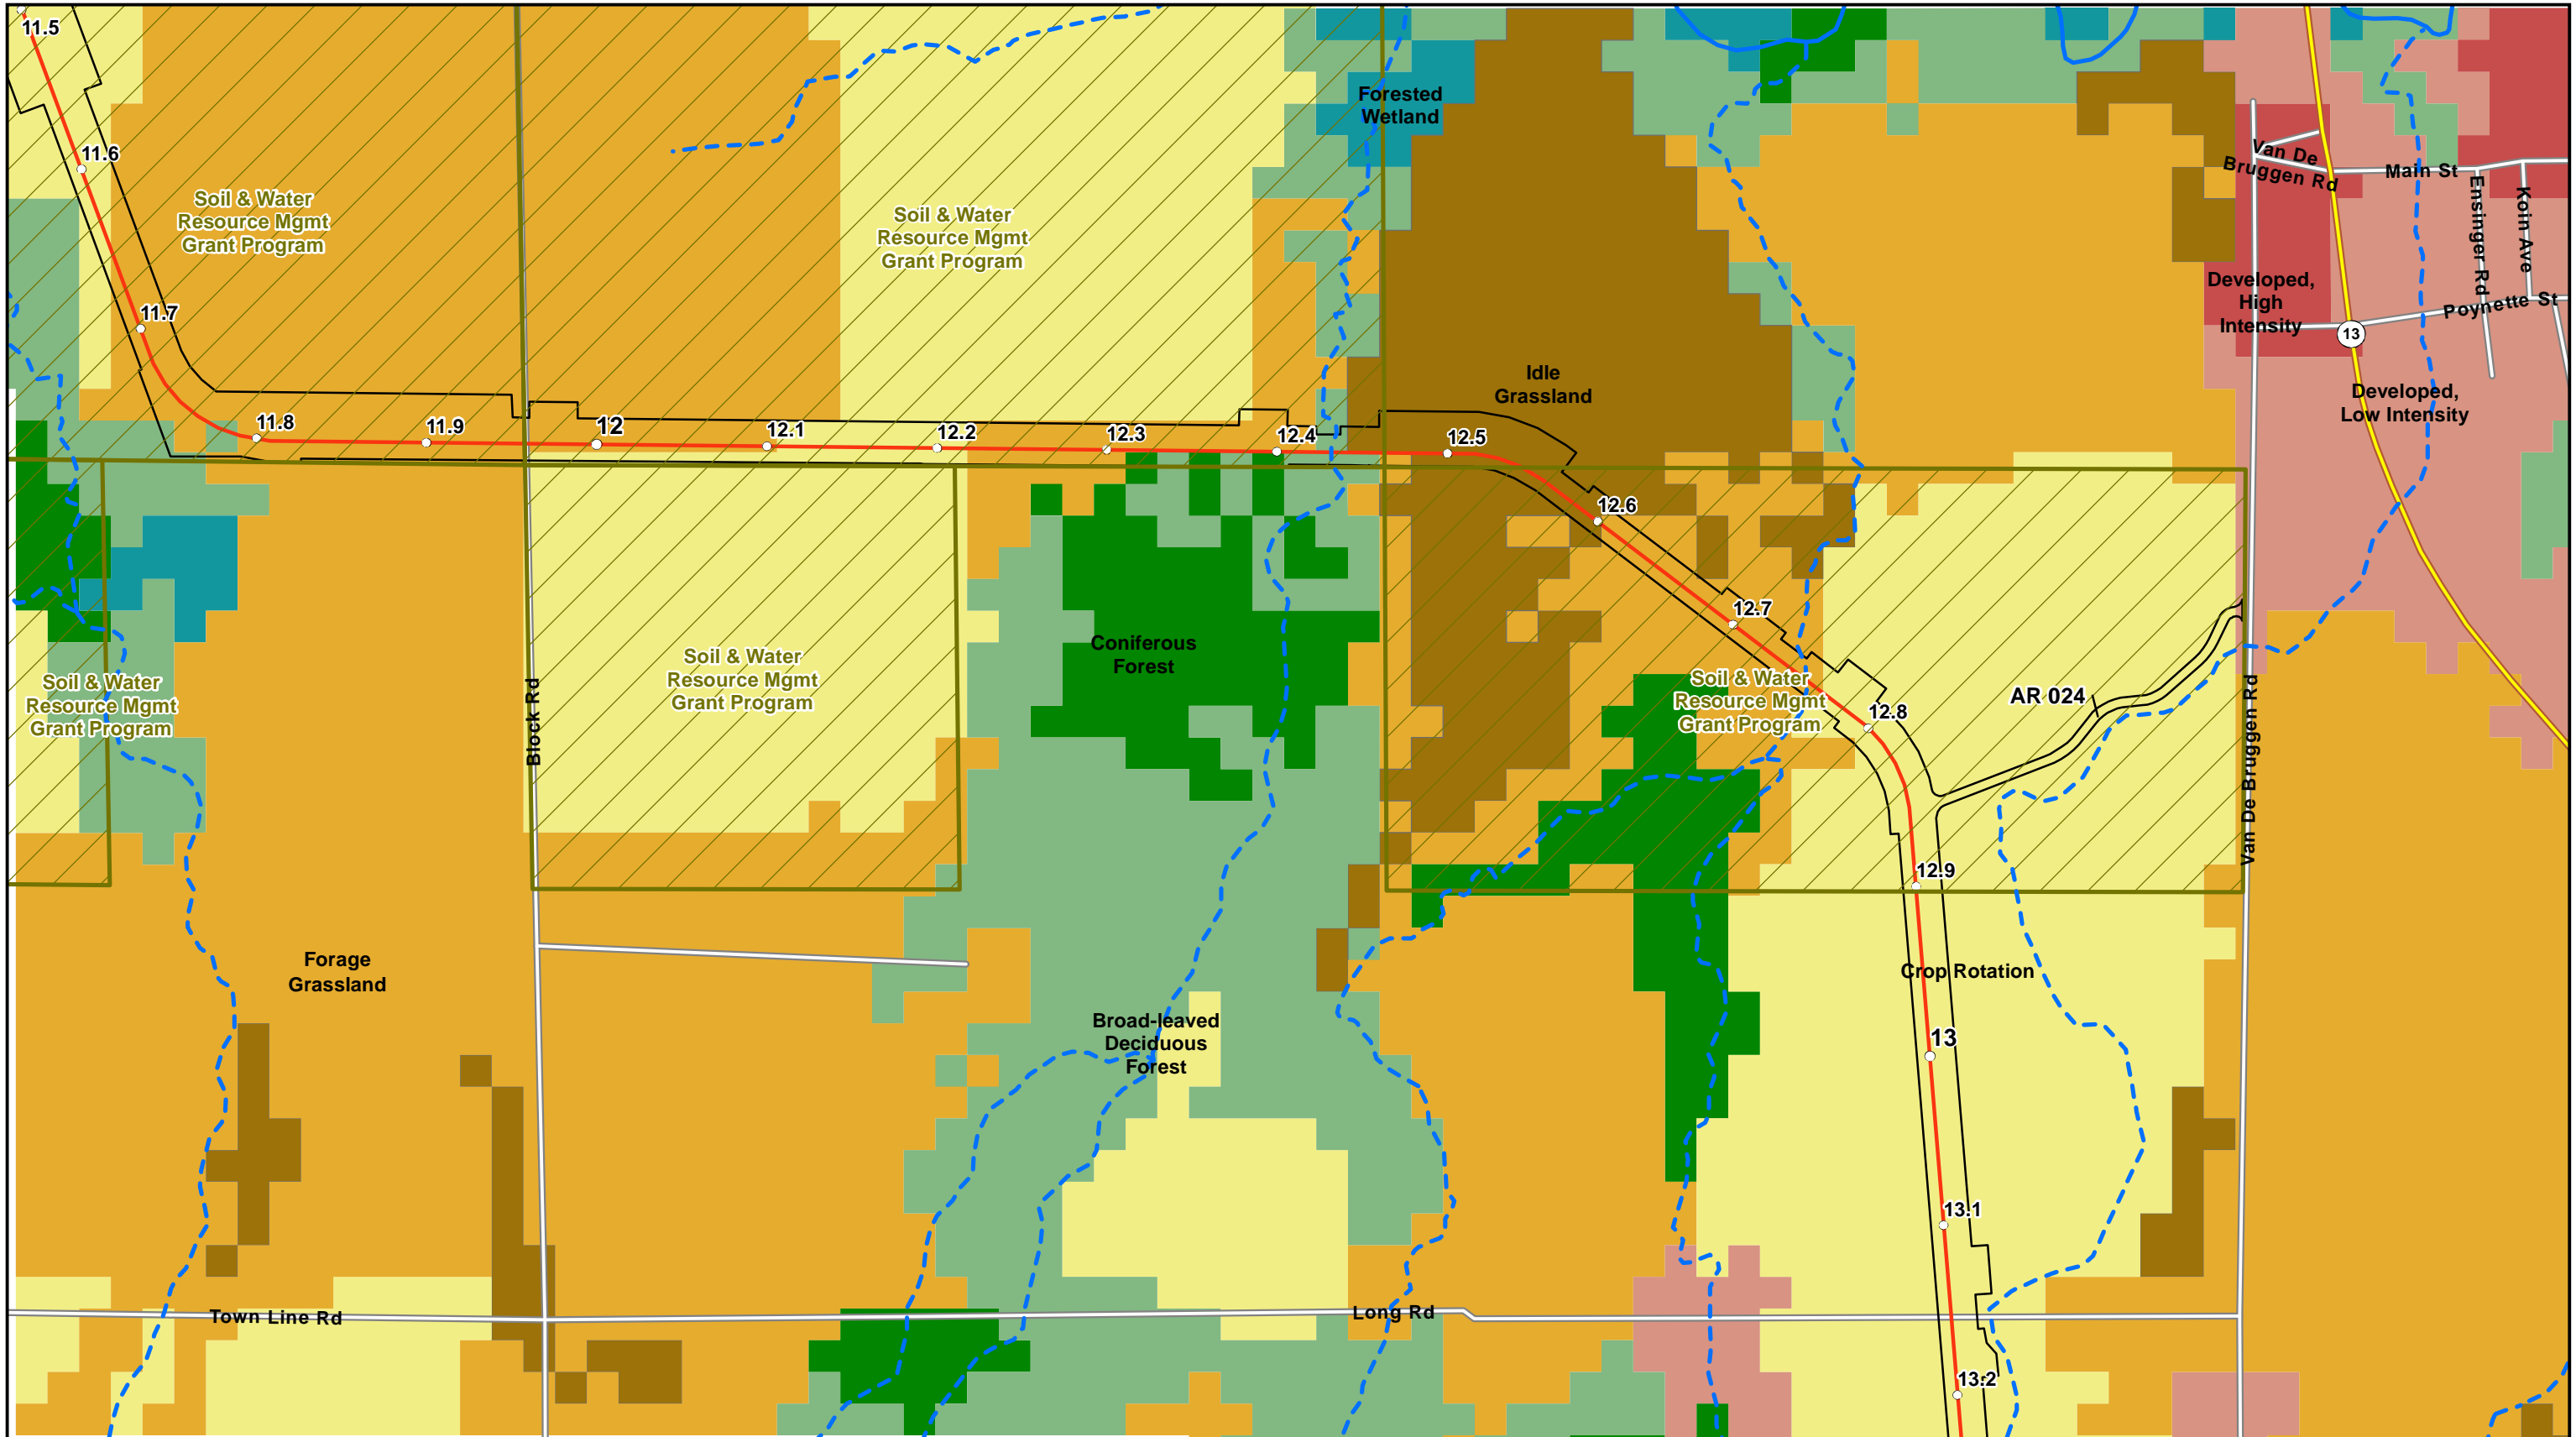 11.5
11.6
11.7
11.8
11.9
12
12.1
12.2
12.3
12.4
12.5
12.6
12.7
12.8
12.9
13
13.1
13.2
Soil & Water
Resource Mgmt
Grant Program
Soil & Water
Resource Mgmt
Grant Program
Forested
Wetland
Idle
Grassland
Van De
Bruggen Rd
Main St
Ensinger Rd
Koin Ave
Poynette St
13
Developed,
High
Intensity
Developed,
Low Intensity
Soil & Water
Resource Mgmt
Grant Program
Block Rd
Soil & Water
Resource Mgmt
Grant Program
Coniferous
Forest
Soil & Water
Resource Mgmt
Grant Program
AR 024
Van De Bruggen Rd
Forage
Grassland
Broad-leaved
Deciduous
Forest
Crop Rotation
Town Line Rd
Long Rd